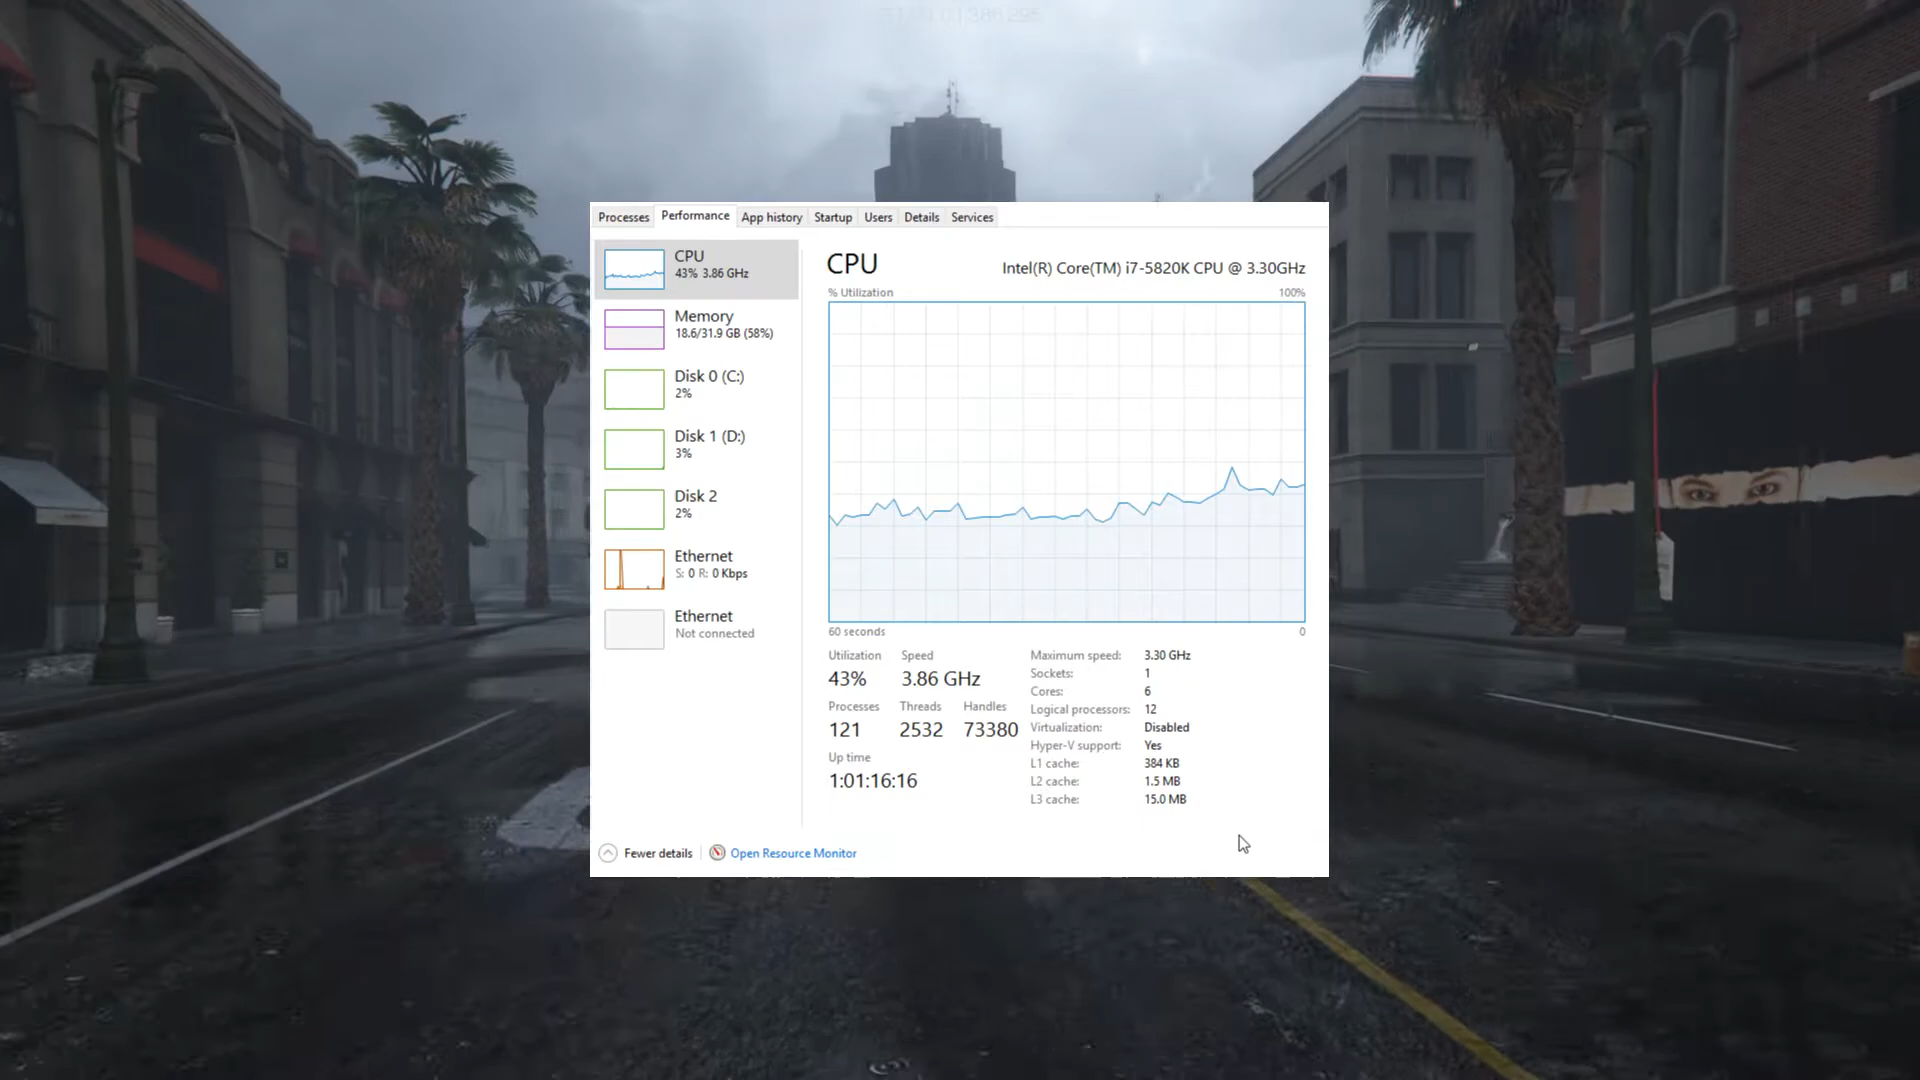 Processes Performance App history Startup Users Details Services
CPU
43% 3.86 GHz
Memory
18.6/31.9 GB (58%)
Disk 0 (C:)
2%
Disk 1 (D:)
3%
Disk 2
2%
Ethernet
S: 0 R: 0 Kbps
Ethernet
Not connected
CPU Intel(R) Core(TM) i7-5820K CPU @ 3.30GHz
% Utilization 100%
60 seconds 0
Utilization Speed
43% 3.86 GHz
Processes Threads Handles
121 2532 73380
Up time
1:01:16:16
Maximum speed: 3.30 GHz
Sockets: 1
Cores: 6
Logical processors: 12
Virtualization: Disabled
Hyper-V support: Yes
L1 cache: 384 KB
L2 cache: 1.5 MB
L3 cache: 15.0 MB
Fewer details Open Resource Monitor